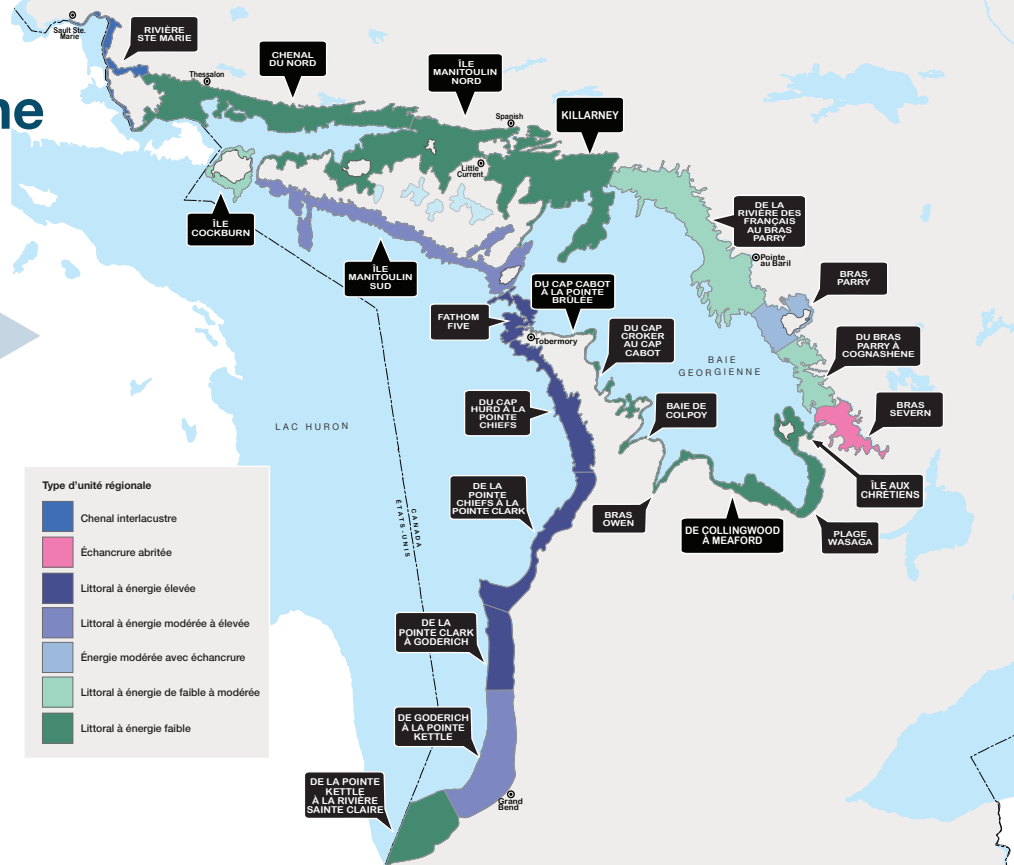 ne
Sault Ste.
Marie
RIVIÈRE
STE MARIE
Thessalon
CHENAL
DU NORD
ÎLE
MANITOULIN
NORD
Spanish
Little
Current
KILLARNEY
ÎLE
COCKBURN
ÎLE
MANITOULIN
SUD
DE LA
RIVIÈRE DES
FRANÇAIS
AU BRAS
PARRY
Pointe
au Baril
BRAS
PARRY
DU CAP CABOT
À LA POINTE
BRÛLÉE
FATHOM
FIVE
Tobermory
DU CAP
CROKER
AU CAP
CABOT
BAIE
GEORGIENNE
DU BRAS
PARRY À
COGNASHENE
DU CAP
HURD À LA
POINTE
CHIEFS
BAIE DE
COLPOY
BRAS
SEVERN
LAC HURON
ÎLE AUX
CHRÉTIENS
DE LA
POINTE
CHIEFS À LA
POINTE CLARK
BRAS
OWEN
DE COLLINGWOOD
À MEAFORD
PLAGE
WASAGA
CANADA
ÉTATS-UNIS
DE LA
POINTE CLARK
À GODERICH
DE GODERICH
À LA POINTE
KETTLE
DE LA POINTE
KETTLE
À LA RIVIÈRE
SAINTE CLAIRE
Grand
Bend
Type d'unité régionale
Chenal interlacustre
Échancrure abritée
Littoral à énergie élevée
Littoral à énergie modérée à élevée
Énergie modérée avec échancrure
Littoral à énergie de faible à modérée
Littoral à énergie faible